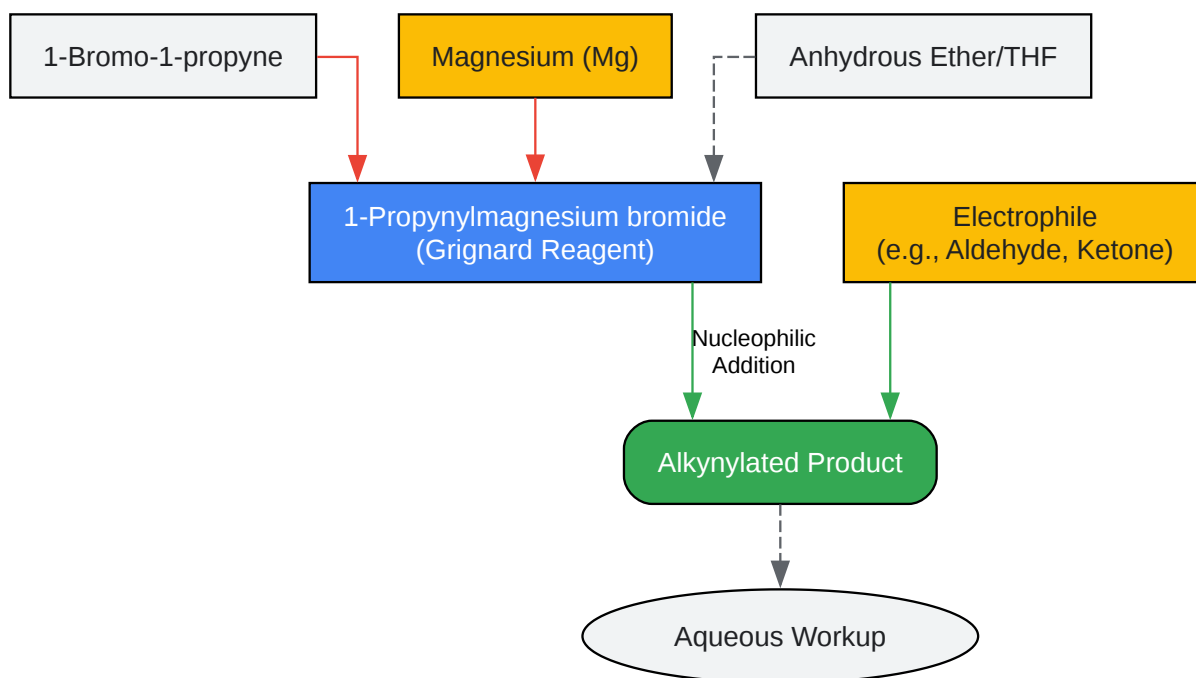 1-Bromo-1-propyne
Magnesium (Mg)
Anhydrous Ether/THF
1-Propynylmagnesium bromide
(Grignard Reagent)
Electrophile
(e.g., Aldehyde, Ketone)
Nucleophilic
Addition
Alkynylated Product
Aqueous Workup